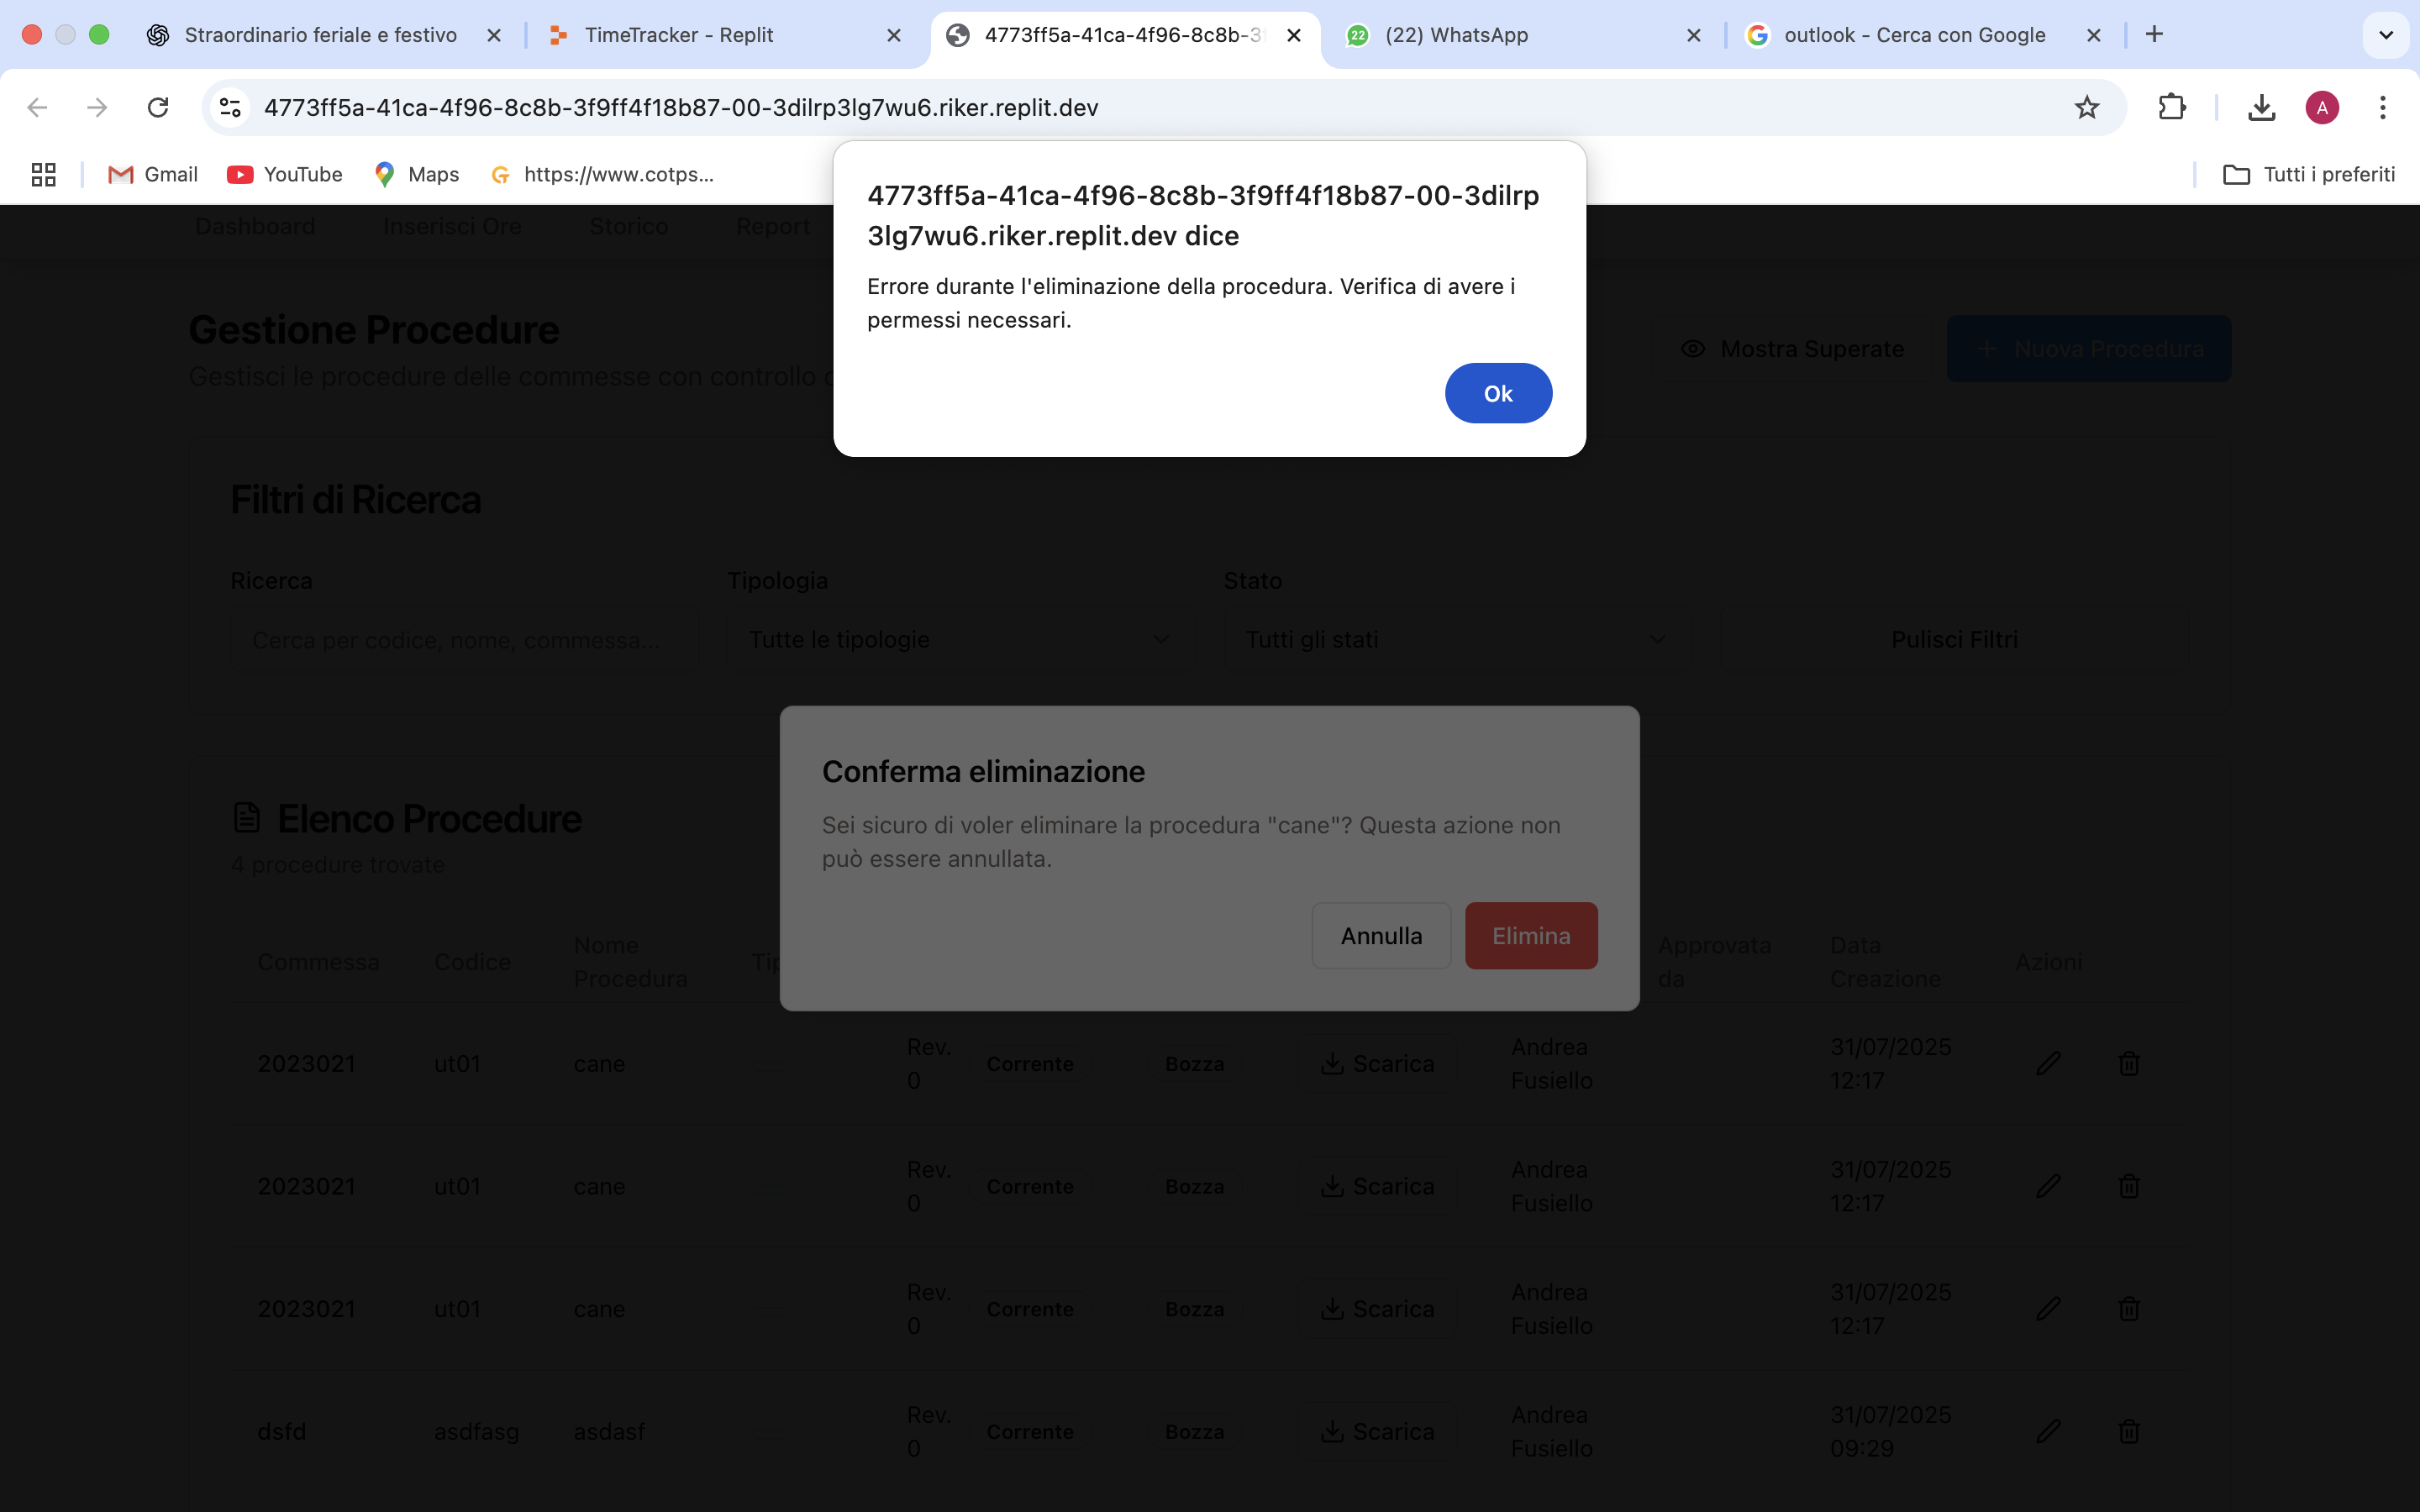 Straordinario feriale e festivo
TimeTracker - Replit
4773ff5a-41ca-4f96-8c8b-3
22
(22) WhatsApp
outlook - Cerca con Google
4773ff5a-41ca-4f96-8c8b-3f9ff4f18b87-00-3dilrp3lg7wu6.riker.replit.dev
A
Gmail
YouTube
Maps
https://www.cotps...
Tutti i preferiti
4773ff5a-41ca-4f96-8c8b-3f9ff4f18b87-00-3dilrp
3lg7wu6.riker.replit.dev dice
Errore durante l'eliminazione della procedura. Verifica di avere i
permessi necessari.
Ok
Dashboard
Inserisci Ore
Storico
Report
Gestione Procedure
Gestisci le procedure delle commesse con controllo
Mostra Superate
Nuova Procedura
Filtri di Ricerca
Ricerca
Tipologia
Stato
Cerca per codice, nome, commessa...
Tutte le tipologie
Tutti gli stati
Pulisci Filtri
Conferma eliminazione
Sei sicuro di voler eliminare la procedura "cane"? Questa azione non
può essere annullata.
Annulla
Elimina
Elenco Procedure
4 procedure trovate
Commessa
Codice
Nome
Procedura
Tip
Approvata
da
Data
Creazione
Azioni
2023021
ut01
cane
Rev.
0
Corrente
Bozza
Scarica
Andrea
Fusiello
31/07/2025
12:17
2023021
ut01
cane
Rev.
0
Corrente
Bozza
Scarica
Andrea
Fusiello
31/07/2025
12:17
2023021
ut01
cane
Rev.
0
Corrente
Bozza
Scarica
Andrea
Fusiello
31/07/2025
12:17
dsfd
asdfasg
asdasf
Rev.
0
Corrente
Bozza
Scarica
Andrea
Fusiello
31/07/2025
09:29